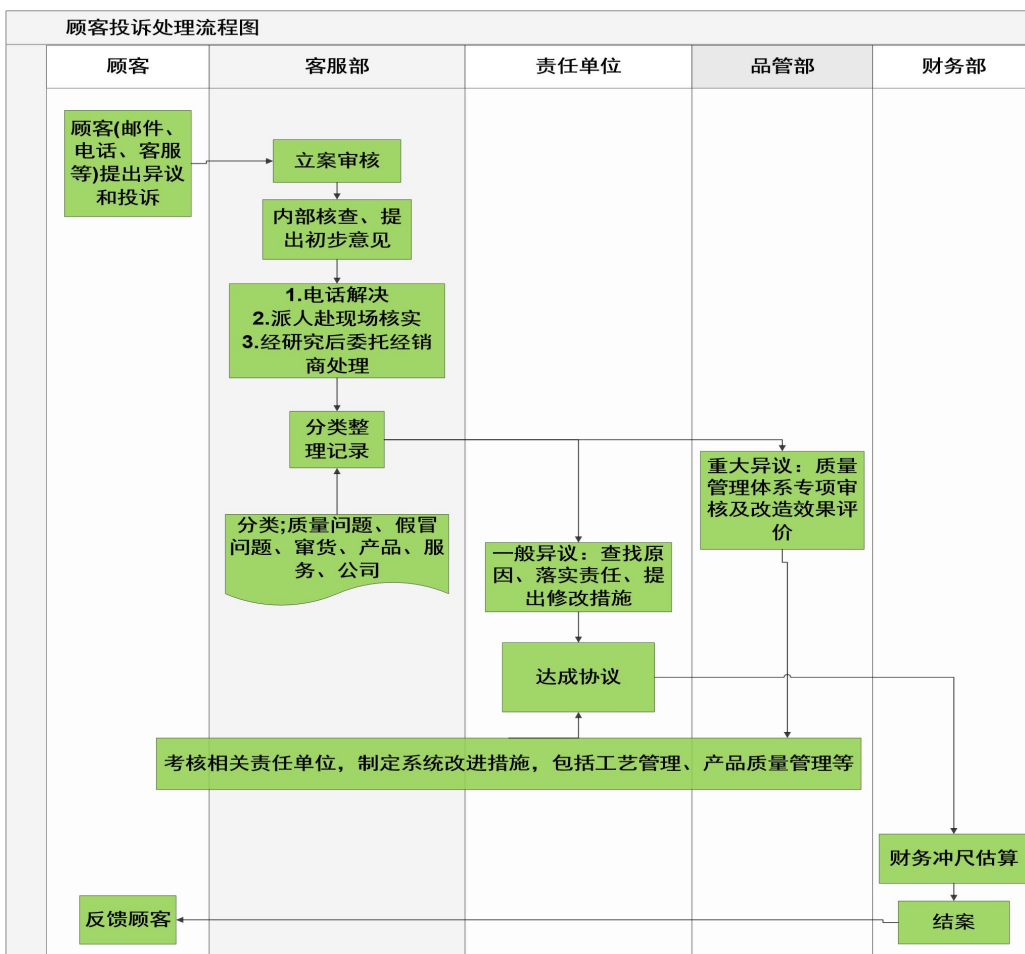 顾客投诉处理流程图
顾客
客服部
责任单位
品管部
财务部
顾客(邮件、
电话、客服
等)提出异议
和投诉
立案审核
内部核查、提
出初步意见
1.电话解决
2.派人赴现场核实
3.经研究后委托经销
商处理
分类整
理记录
分类;质量问题、假冒
问题、窜货、产品、服
务、公司
重大异议：质量
管理体系专项审
核及改造效果评
价
一般异议：查找原
因、落实责任、提
出修改措施
达成协议
考核相关责任单位，制定系统改进措施，包括工艺管理、产品质量管理等
财务冲尺估算
结案
反馈顾客